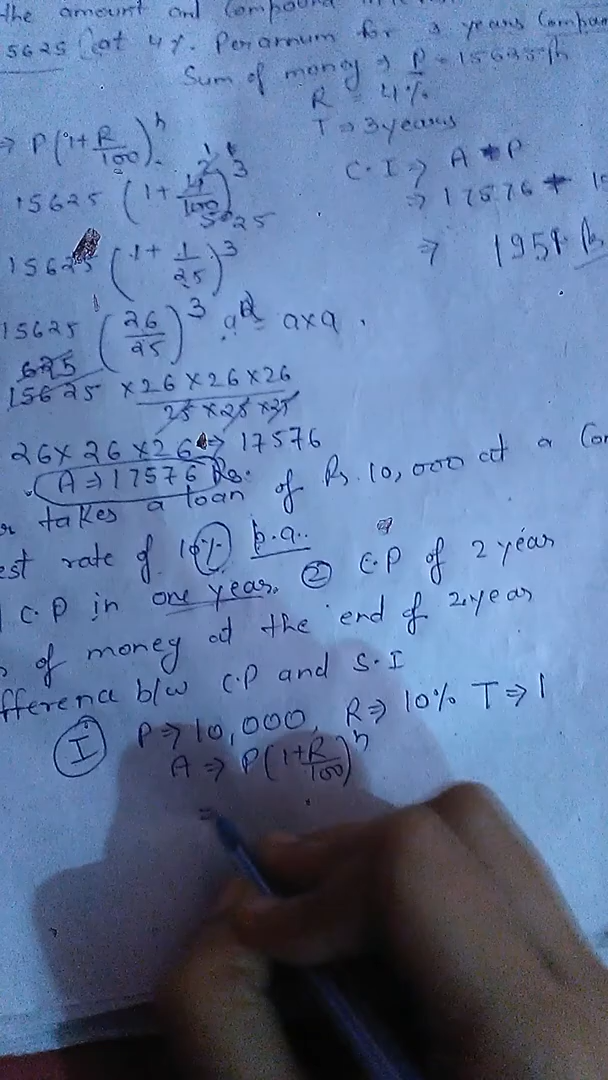 the amount and Compound
5625 at 4%. Per annum for 3 years Compoun
Sum of money ⇒ P = 15625 Rs
R = 4%
T ⇒ 3 years
⇒ P(1+R/100)^n
C.I ⇒ A - P
15625 (1+4/100)^3
25
⇒ 17576 - 1
15625 (1+1/25)^3
⇒ 1951 Rs
15625 (26/25)^3 a² = a×a.
625
15625 ×26×26×26
25×25×25
26×26×26 ⇒ 17576
A ⇒ 17576 Rs.
takes a loan of Rs. 10,000 at a Com
est rate of 10% p.a..
C.P in one year. ② C.P of 2 year
of money at the end of 2 year
fferenc b/w C.P and S.I
I P ⇒ 10,000, R ⇒ 10% T ⇒ 1
A ⇒ P(1+R/100)^n
=